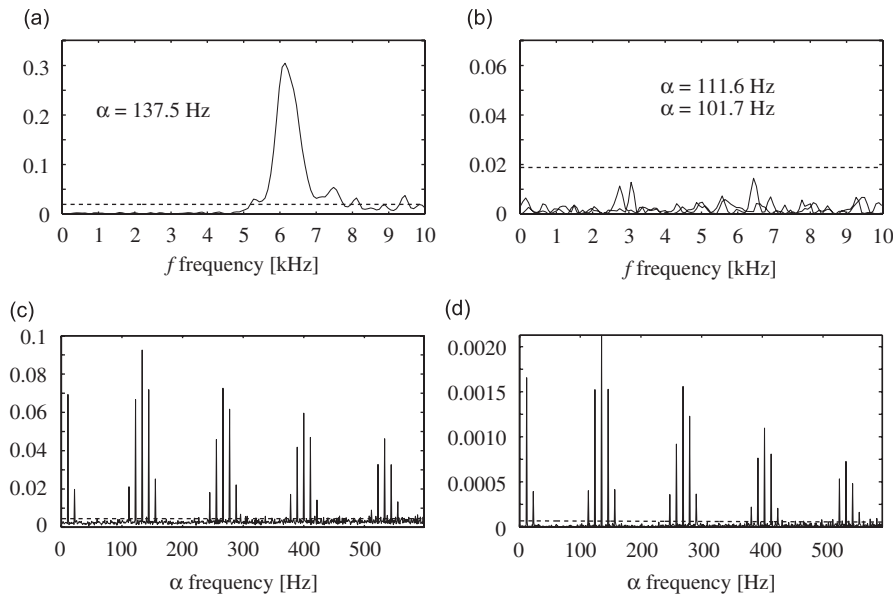 (a)
0.3
0.2
0.1
0
α = 137.5 Hz
0 1 2 3 4 5 6 7 8 9 10
f frequency [kHz]
(b)
0.06
0.04
0.02
0
α = 111.6 Hz
α = 101.7 Hz
0 1 2 3 4 5 6 7 8 9 10
f frequency [kHz]
(c)
0.1
0.08
0.06
0.04
0.02
0
0 100 200 300 400 500
α frequency [Hz]
(d)
0.0020
0.0015
0.0010
0.0005
0
0 100 200 300 400 500
α frequency [Hz]